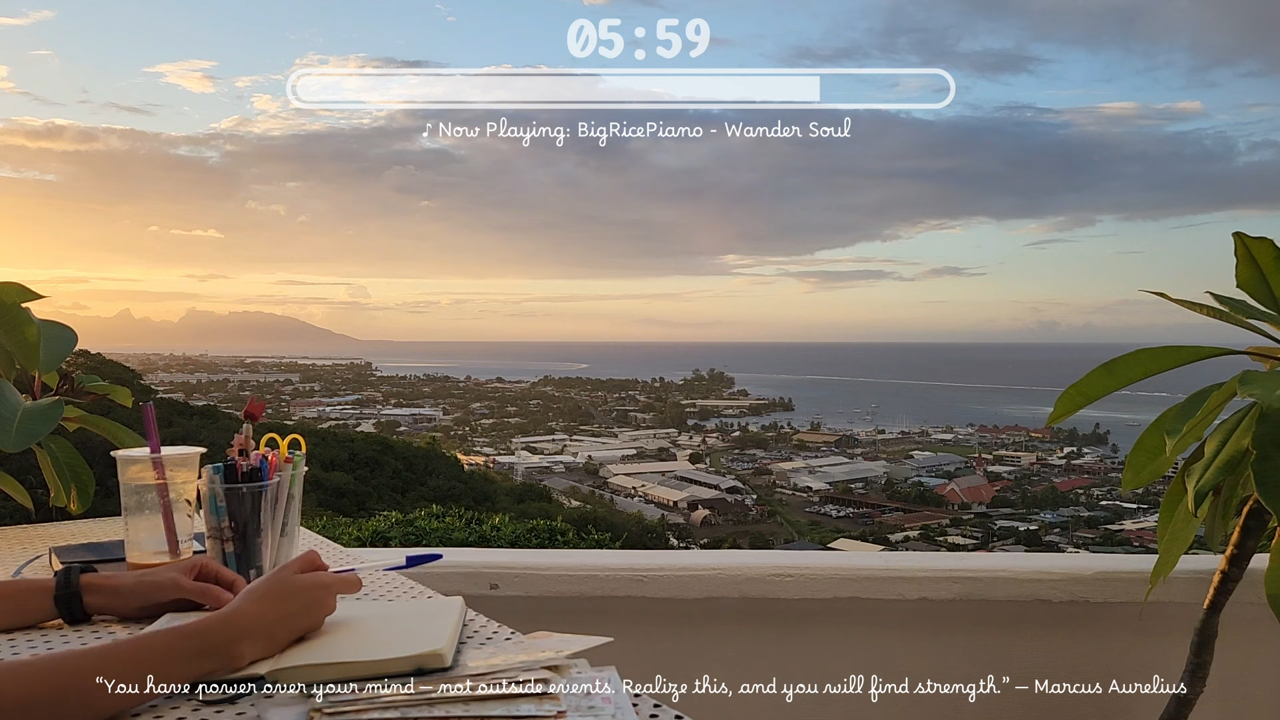 05:59
♪ Now Playing: BigRicePiano - Wander Soul
“You have power over your mind – not outside events. Realize this, and you will find strength.” – Marcus Aurelius